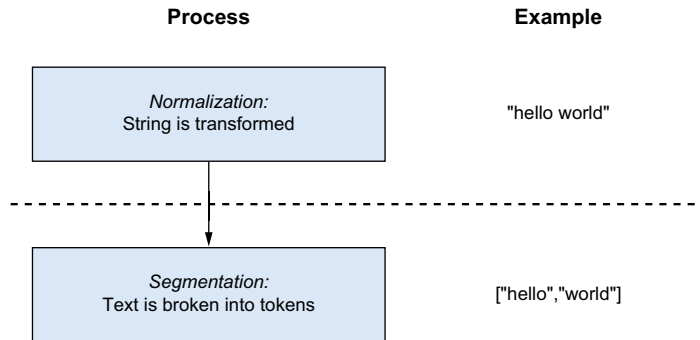 Process
Example
Normalization:
String is transformed
"hello world"
Segmentation:
Text is broken into tokens
["hello","world"]